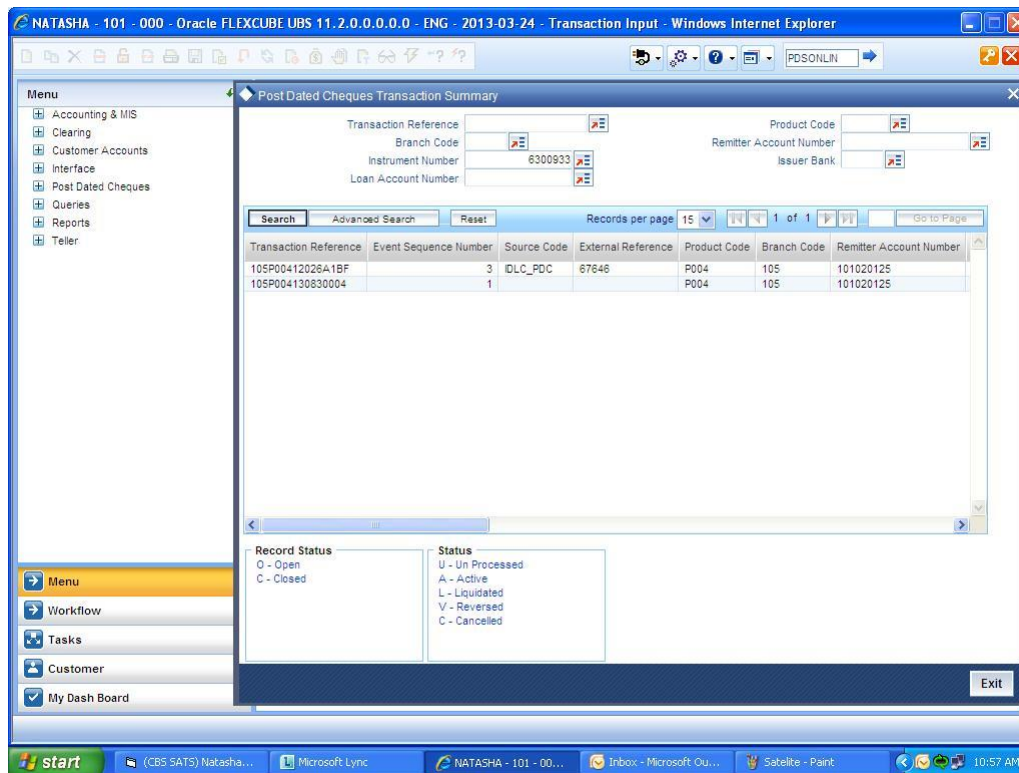 NATASHA - 101 - 000 - Oracle FLEXCUBE UBS 11.2.0.0.0.0.0 - ENG - 2013-03-24 - Transaction Input - Windows Internet Explorer
PDSONLIN
Menu
Accounting & MIS
Clearing
Customer Accounts
Interface
Post Dated Cheques
Queries
Reports
Teller
Post Dated Cheques Transaction Summary
Transaction Reference
Product Code
Branch Code
Remitter Account Number
Instrument Number 6300933
Issuer Bank
Loan Account Number
Search Advanced Search Reset Records per page 15 1 of 1 Go to Page
Transaction Reference Event Sequence Number Source Code External Reference Product Code Branch Code Remitter Account Number
105P00412026A1BF 3 IDLC_PDC 67646 P004 105 101020125
105P004130830004 1 P004 105 101020125
Record Status
O - Open
C - Closed
Status
U - Un Processed
A - Active
L - Liquidated
V - Reversed
C - Cancelled
Menu
Workflow
Tasks
Customer
My Dash Board
Exit
start (CBS SATS) Natasha... Microsoft Lync NATASHA - 101 - 00... Inbox - Microsoft Ou... Satelite - Paint 10:57 AM